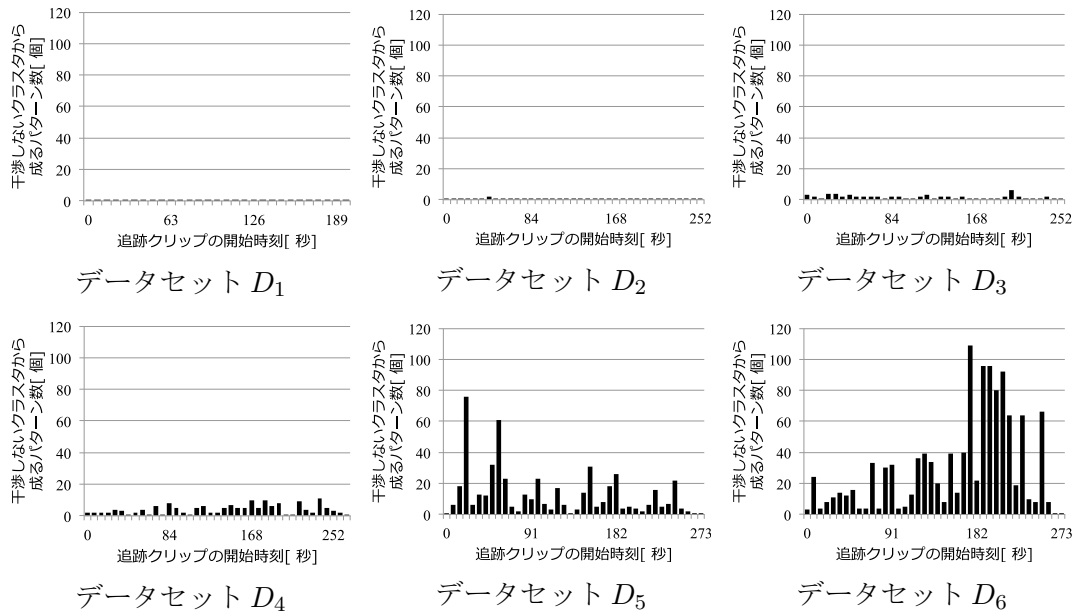 干渉しないクラスタから
成るパターン数[ 個]
120
100
80
60
40
20
0
0 63 126 189
追跡クリップの開始時刻[ 秒]
データセット D1
干渉しないクラスタから
成るパターン数[ 個]
120
100
80
60
40
20
0
0 84 168 252
追跡クリップの開始時刻[ 秒]
データセット D2
干渉しないクラスタから
成るパターン数[ 個]
120
100
80
60
40
20
0
0 84 168 252
追跡クリップの開始時刻[ 秒]
データセット D3
干渉しないクラスタから
成るパターン数[ 個]
120
100
80
60
40
20
0
0 84 168 252
追跡クリップの開始時刻[ 秒]
データセット D4
干渉しないクラスタから
成るパターン数[ 個]
120
100
80
60
40
20
0
0 91 182 273
追跡クリップの開始時刻[ 秒]
データセット D5
干渉しないクラスタから
成るパターン数[ 個]
120
100
80
60
40
20
0
0 91 182 273
追跡クリップの開始時刻[ 秒]
データセット D6